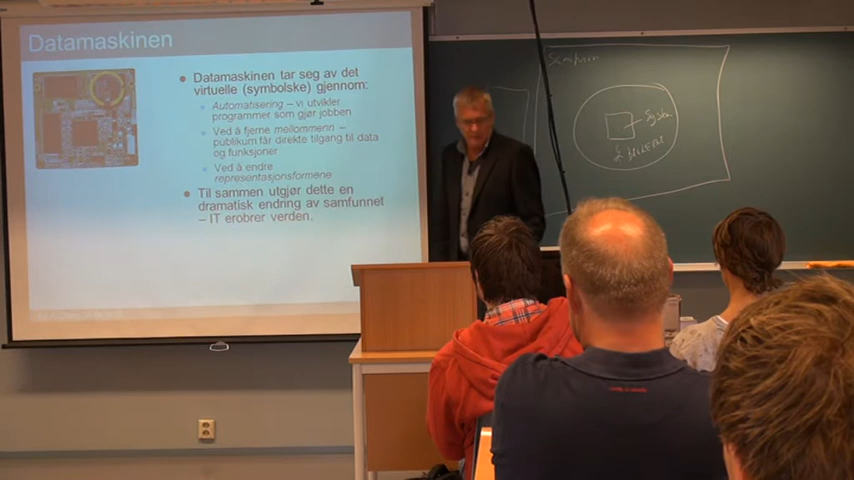 Datamaskinen
Datamaskinen tar seg av det
virtuelle (symbolske) gjennom:
Automatisering – vi utvikler
programmer som gjør jobben
Ved å fjerne mellommenn –
publikum får direkte tilgang til data
og funksjoner
Ved å endre
representasjonsformene
Til sammen utgjør dette en
dramatisk endring av samfunnet
– IT erobrer verden.
Samfunn
System